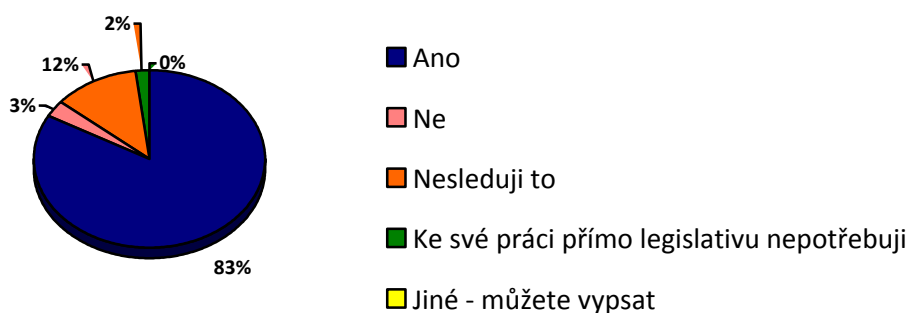 2%
0%
12%
3%
83%
Ano
Ne
Nesleduji to
Ke své práci přímo legislativu nepotřebuji
Jiné - můžete vypsat